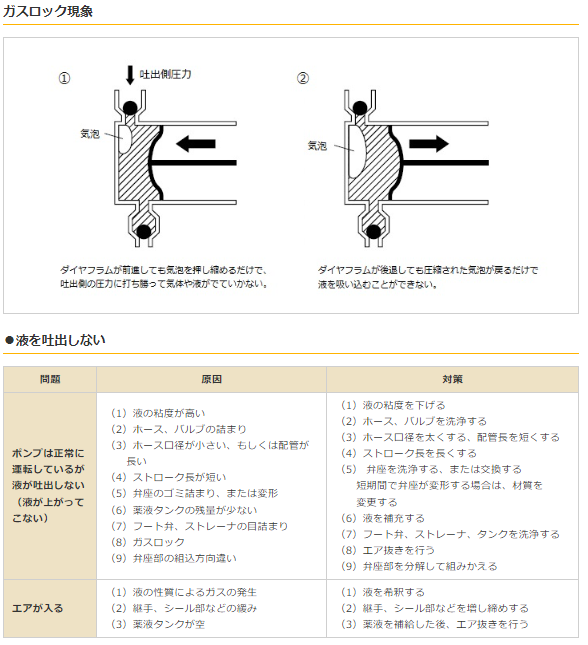 ガスロック現象
①
吐出側圧力
気泡
②
気泡
ダイヤフラムが前進しても気泡を押し縮めるだけで、
吐出側の圧力に打ち勝って気体や液がでていかない。
ダイヤフラムが後退しても圧縮された気泡が戻るだけで
液を吸い込むことができない。
●液を吐出しない
問題
原因
対策
ポンプは正常に
運転しているが
液が吐出しない
（液が上がって
こない）
（1）液の粘度が高い
（2）ホース、バルブの詰まり
（3）ホース口径が小さい、もしくは配管が
長い
（4）ストローク長が短い
（5）弁座のゴミ詰まり、または変形
（6）薬液タンクの残量が少ない
（7）フート弁、ストレーナの目詰まり
（8）ガスロック
（9）弁座部の組込方向違い
（1）液の粘度を下げる
（2）ホース、バルブを洗浄する
（3）ホース口径を太くする、配管長を短くする
（4）ストローク長を長くする
（5） 弁座を洗浄する、または交換する
短期間で弁座が変形する場合は、材質を
変更する
（6）液を補充する
（7）フート弁、ストレーナ、タンクを洗浄する
（8）エア抜きを行う
（9）弁座部を分解して組みかえる
エアが入る
（1）液の性質によるガスの発生
（2）継手、シール部などの緩み
（3）薬液タンクが空
（1）液を希釈する
（2）継手、シール部などを増し締めする
（3）薬液を補給した後、エア抜きを行う